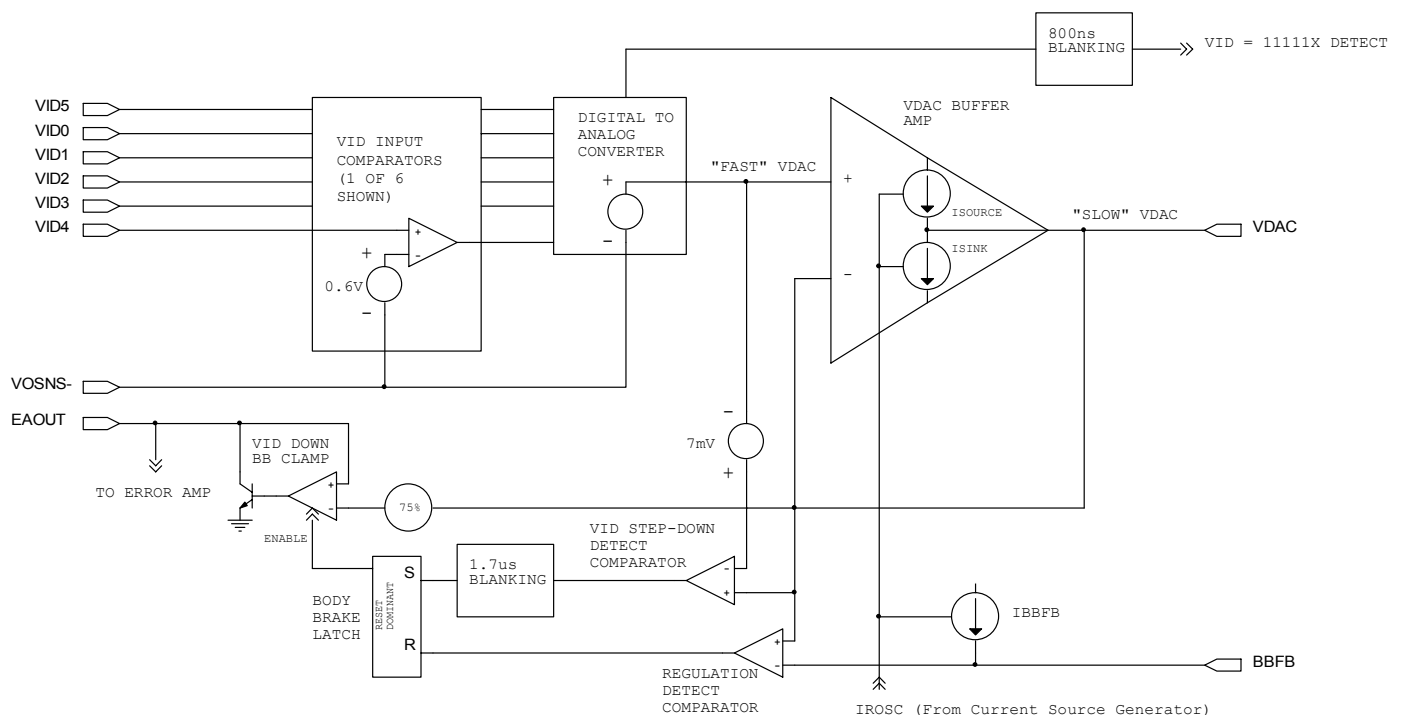 800ns
BLANKING
VID = 11111X DETECT
VID5
VID0
VID1
VID2
VID3
VID4
VID INPUT
COMPARATORS
(1 OF 6
SHOWN)
+
-
+
0.6V
-
DIGITAL TO
ANALOG
CONVERTER
+
-
"FAST" VDAC
VDAC BUFFER
AMP
+
-
ISOURCE
ISINK
"SLOW" VDAC
VDAC
VOSNS-
EAOUT
TO ERROR AMP
VID DOWN
BB CLAMP
+
-
ENABLE
75%
-
7mV
+
VID STEP-DOWN
DETECT
COMPARATOR
-
+
1.7us
BLANKING
BODY
BRAKE
LATCH
RESET
DOMINANT
S
R
+
-
REGULATION
DETECT
COMPARATOR
IBBFB
BBFB
IROSC (From Current Source Generator)